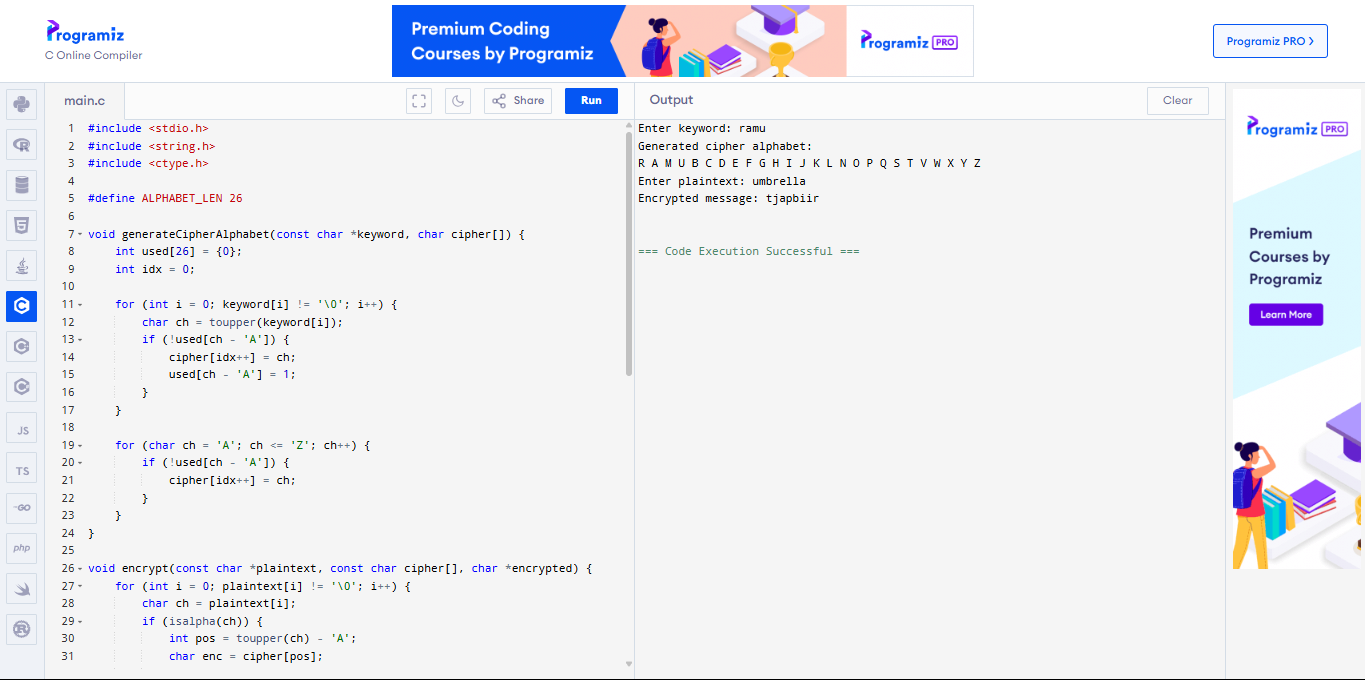 Programiz
C Online Compiler
Premium Coding
Courses by Programiz
Programiz PRO
Programiz PRO >
main.c
Share
Run
Output
Clear
1 #include <stdio.h>
2 #include <string.h>
3 #include <ctype.h>
4
5 #define ALPHABET_LEN 26
6
7 void generateCipherAlphabet(const char *keyword, char cipher[]) {
8     int used[26] = {0};
9     int idx = 0;
10
11     for (int i = 0; keyword[i] != '\0'; i++) {
12         char ch = toupper(keyword[i]);
13         if (!used[ch - 'A']) {
14             cipher[idx++] = ch;
15             used[ch - 'A'] = 1;
16         }
17     }
18
19     for (char ch = 'A'; ch <= 'Z'; ch++) {
20         if (!used[ch - 'A']) {
21             cipher[idx++] = ch;
22         }
23     }
24 }
25
26 void encrypt(const char *plaintext, const char cipher[], char *encrypted) {
27     for (int i = 0; plaintext[i] != '\0'; i++) {
28         char ch = plaintext[i];
29         if (isalpha(ch)) {
30             int pos = toupper(ch) - 'A';
31             char enc = cipher[pos];
Enter keyword: ramu
Generated cipher alphabet:
R A M U B C D E F G H I J K L N O P Q S T V W X Y Z
Enter plaintext: umbrella
Encrypted message: tjapbiir
=== Code Execution Successful ===
Programiz PRO
Premium
Courses by
Programiz
Learn More
R
5
C
C
C
JS
TS
GO
php
R